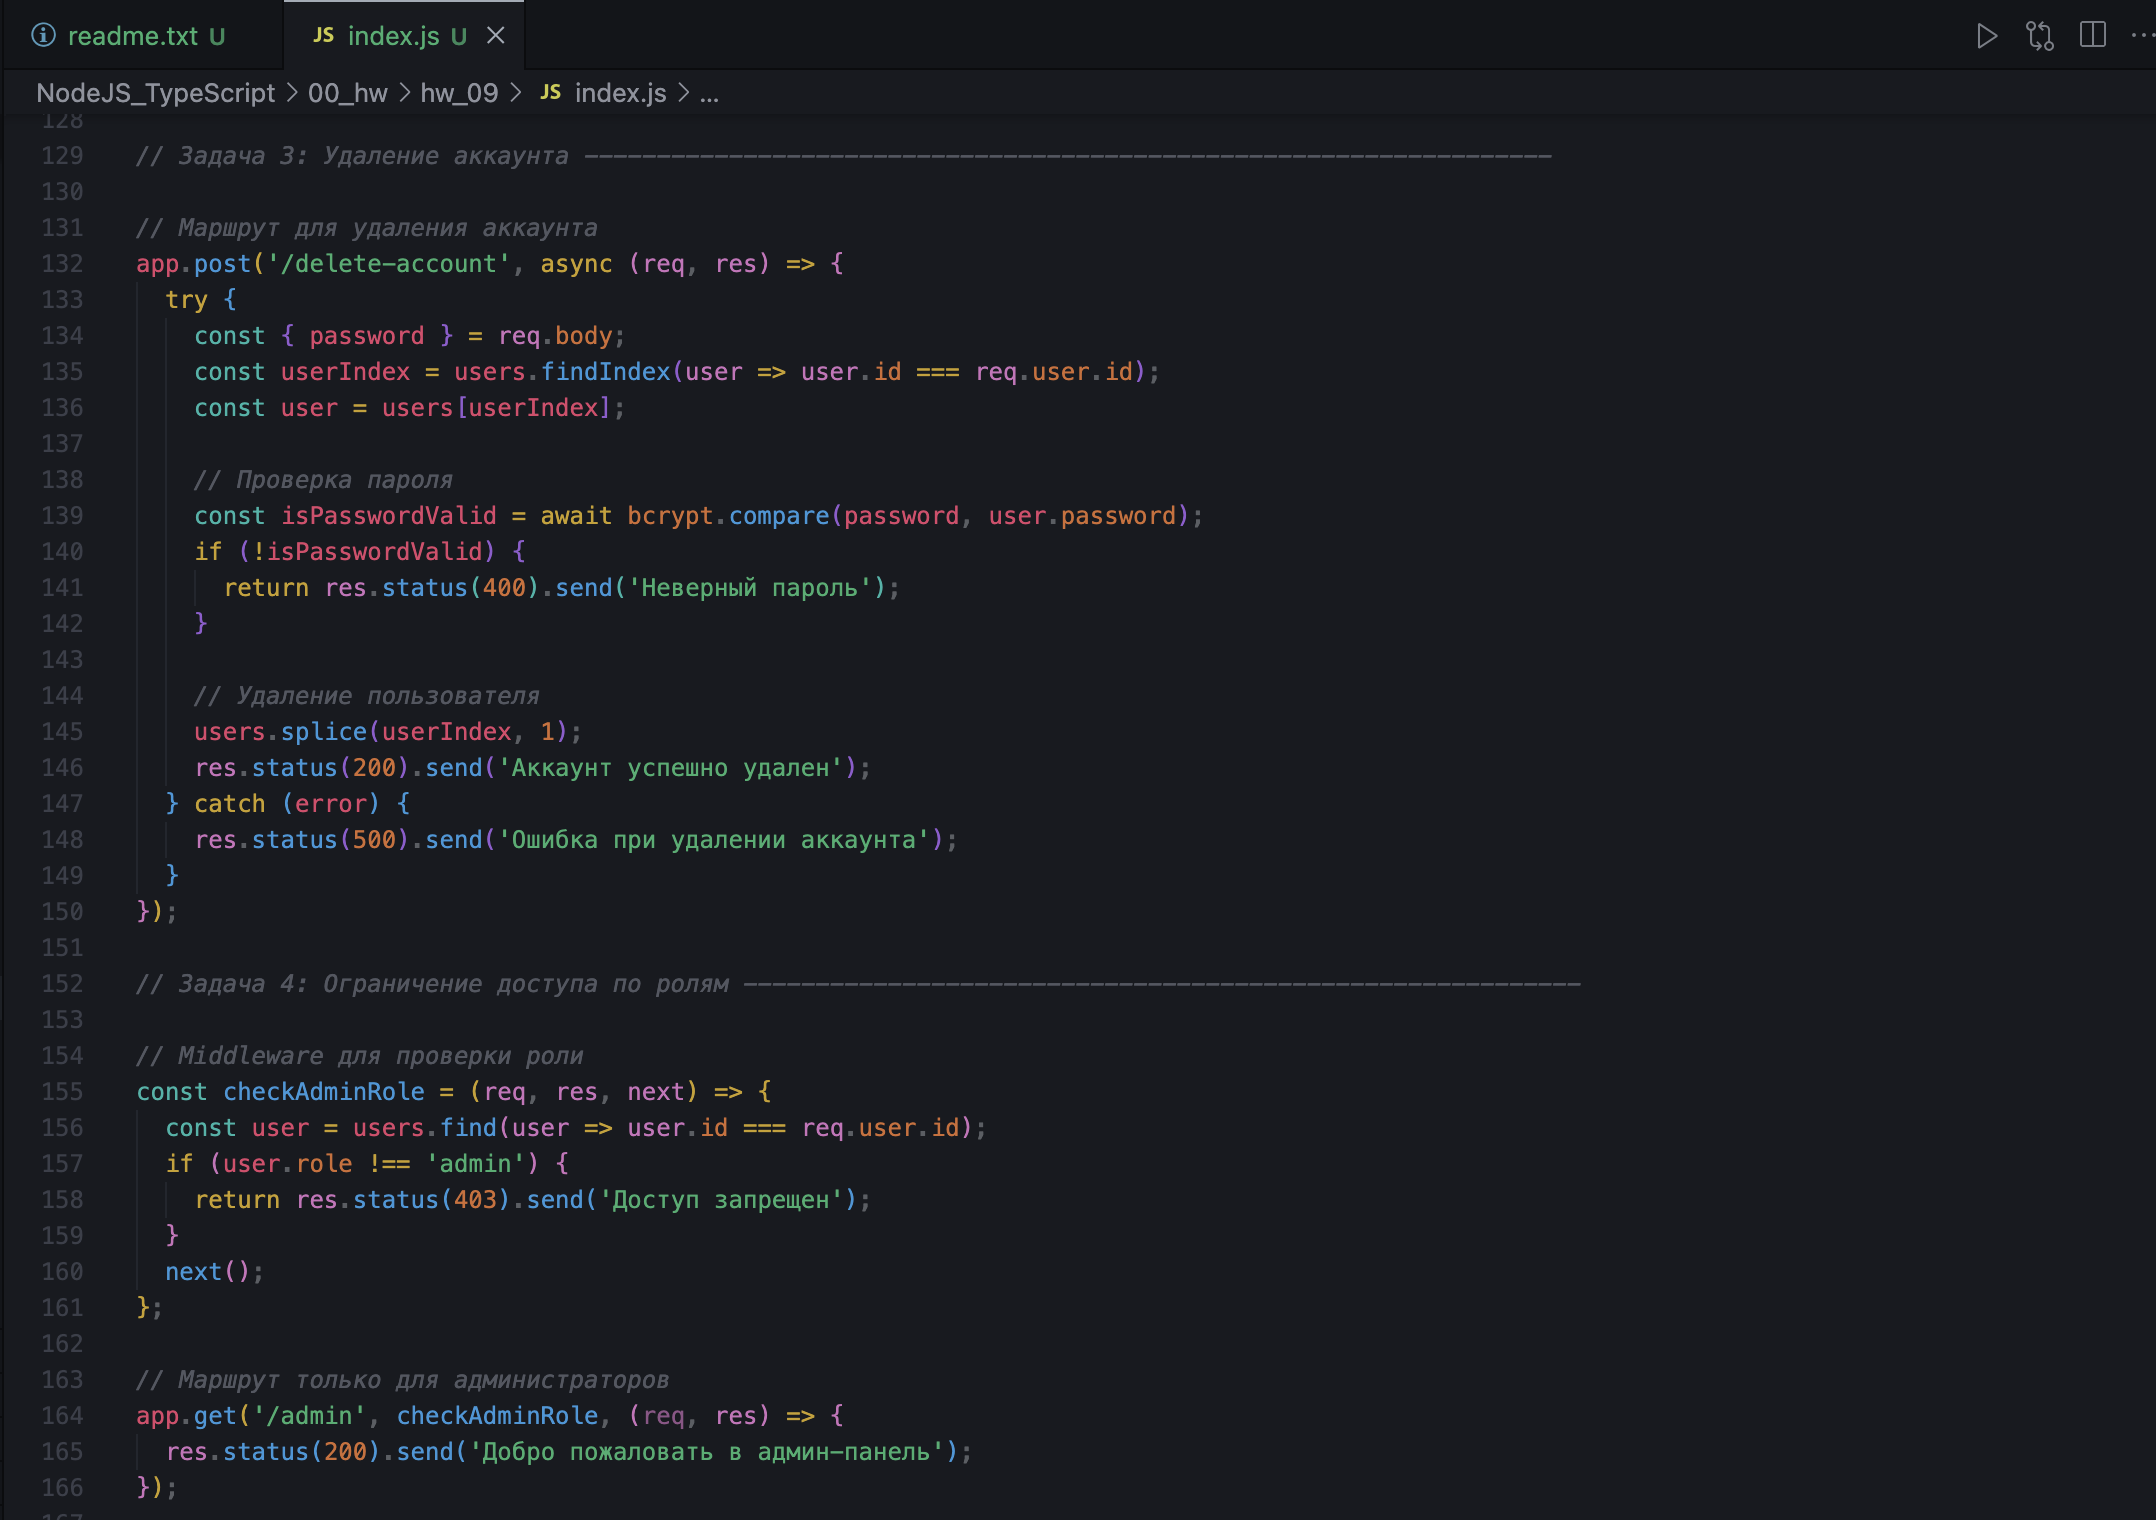 readme.txt U
JS index.js U
NodeJS_TypeScript > 00_hw > hw_09 > JS index.js > ...
128
129 // Задача 3: Удаление аккаунта -------------------------------------------------------------------
130
131 // Маршрут для удаления аккаунта
132 app.post('/delete-account', async (req, res) => {
133 try {
134 const { password } = req.body;
135 const userIndex = users.findIndex(user => user.id === req.user.id);
136 const user = users[userIndex];
137
138 // Проверка пароля
139 const isPasswordValid = await bcrypt.compare(password, user.password);
140 if (!isPasswordValid) {
141 return res.status(400).send('Неверный пароль');
142 }
143
144 // Удаление пользователя
145 users.splice(userIndex, 1);
146 res.status(200).send('Аккаунт успешно удален');
147 } catch (error) {
148 res.status(500).send('Ошибка при удалении аккаунта');
149 }
150 });
151
152 // Задача 4: Ограничение доступа по ролям ----------------------------------------------------------
153
154 // Middleware для проверки роли
155 const checkAdminRole = (req, res, next) => {
156 const user = users.find(user => user.id === req.user.id);
157 if (user.role !== 'admin') {
158 return res.status(403).send('Доступ запрещен');
159 }
160 next();
161 };
162
163 // Маршрут только для администраторов
164 app.get('/admin', checkAdminRole, (req, res) => {
165 res.status(200).send('Добро пожаловать в админ-панель');
166 });
167